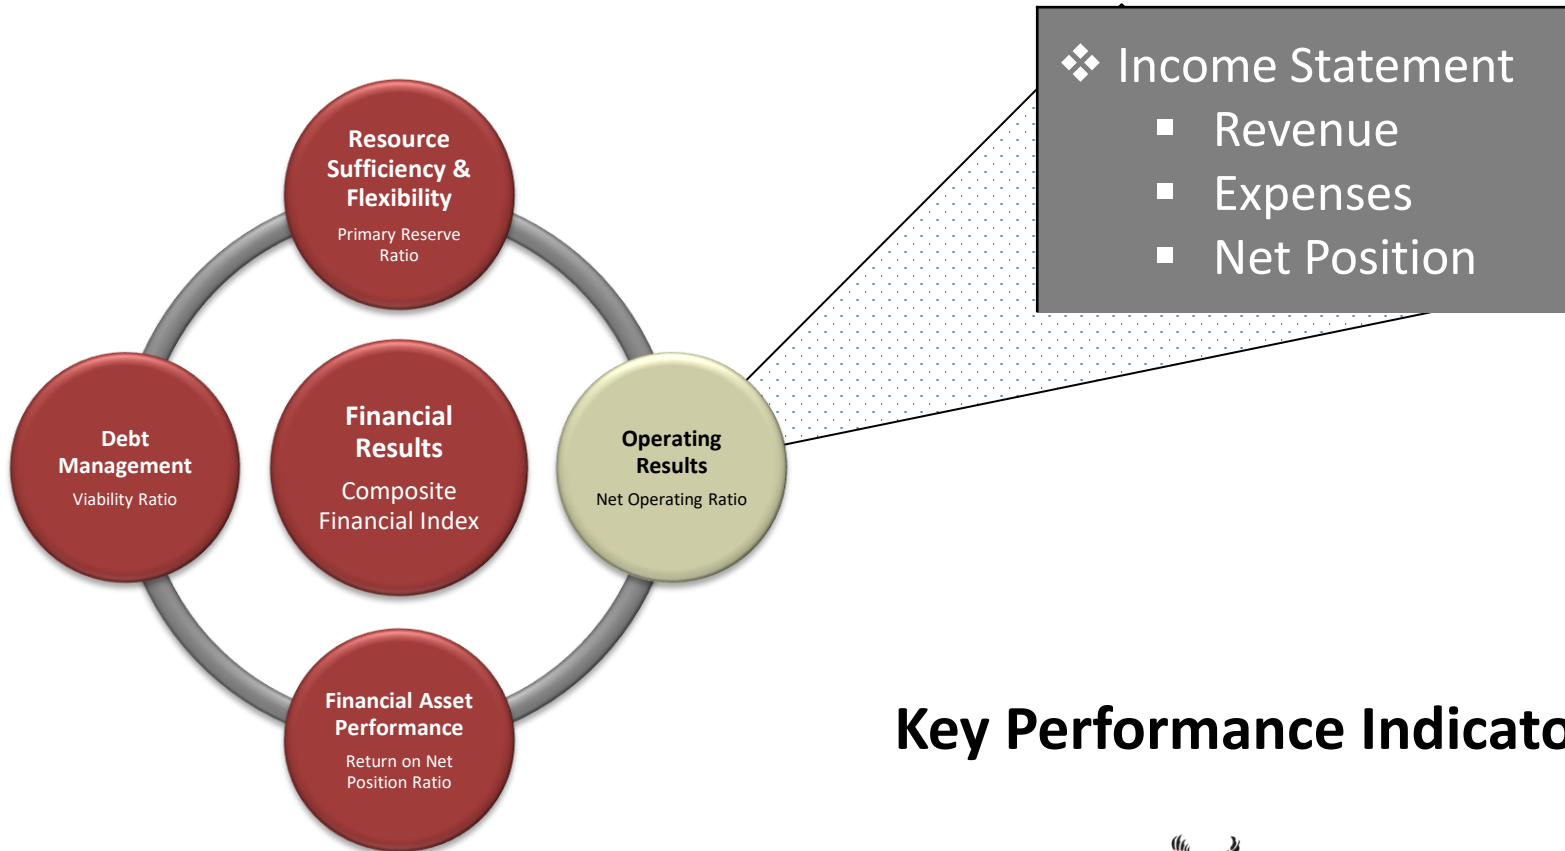 ❖ Income Statement
▪ Revenue
▪ Expenses
▪ Net Position
Resource
Sufficiency &
Flexibility
Primary Reserve
Ratio
Debt
Management
Viability Ratio
Financial
Results
Composite
Financial Index
Operating
Results
Net Operating Ratio
Financial Asset
Performance
Return on Net
Position Ratio
Key Performance Indicato